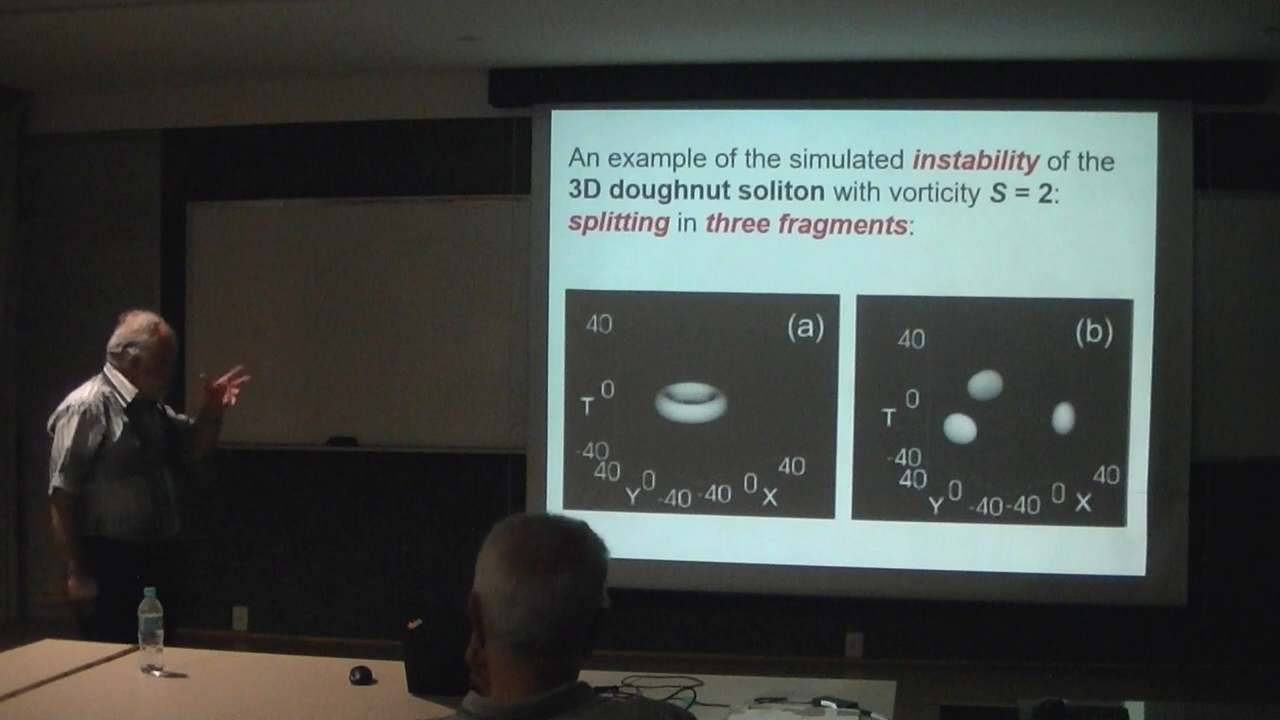 An example of the simulated instability of the
3D doughnut soliton with vorticity S = 2:
splitting in three fragments:
40
(a)
T 0
-40
40
Y 0 -40 -40 0 X 40
40
(b)
T 0
-40
40
Y 0 -40 -40 0 X 40